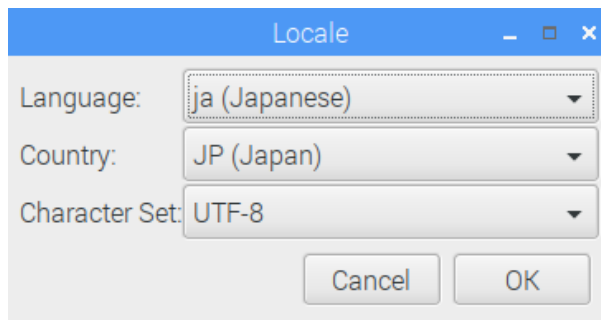 Locale
Language: ja (Japanese)
Country: JP (Japan)
Character Set: UTF-8
Cancel OK